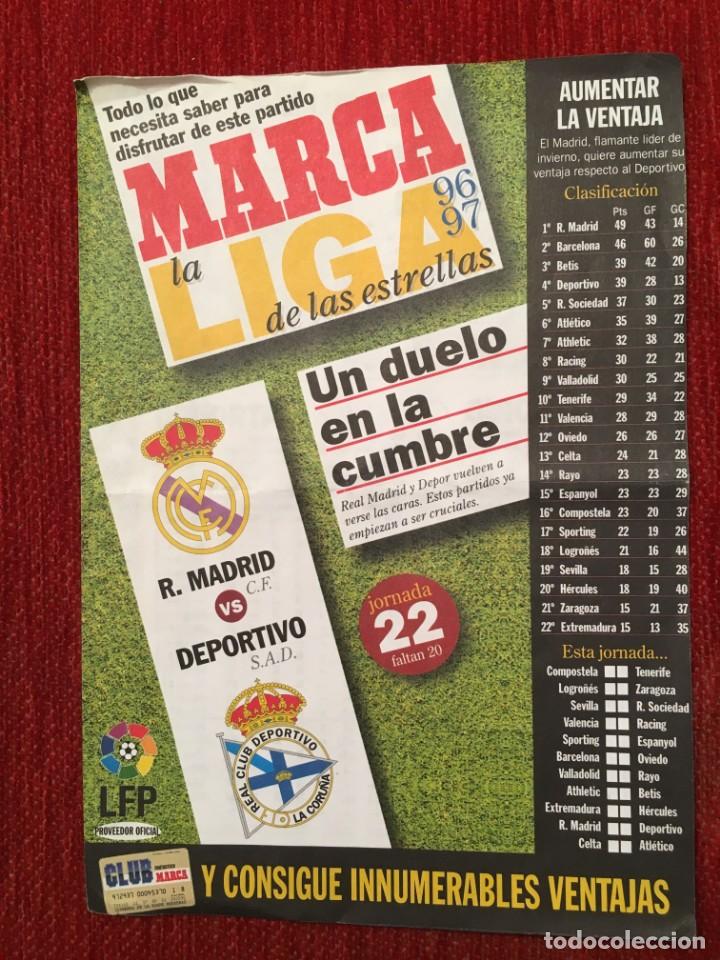 Todo lo que
necesita saber para
disfrutar de este partido
MARCA
la LIGA 96 97
de las estrellas
Un duelo
en la
cumbre
Real Madrid y Depor vuelven a
verse las caras. Estos partidos ya
empiezan a ser cruciales.
R. MADRID
C.F.
VS
DEPORTIVO
S.A.D.
jornada
22
faltan 20
REAL CLUB DEPORTIVO
LA CORUÑA
LFP
PROVEEDOR OFICIAL
AUMENTAR
LA VENTAJA
El Madrid, flamante lider de
invierno, quiere aumentar su
ventaja respecto al Deportivo
Clasificación
Pts GF GC
1º R. Madrid 49 43 14
2º Barcelona 46 60 26
3º Betis 39 42 20
4º Deportivo 39 28 13
5º R. Sociedad 37 30 23
6º Atlético 35 39 27
7º Athletic 32 38 28
8º Racing 30 22 21
9º Valladolid 30 25 25
10º Tenerife 29 34 22
11º Valencia 28 29 28
12º Oviedo 26 26 27
13º Celta 24 21 28
14º Rayo 23 23 28
15º Espanyol 23 23 29
16º Compostela 23 20 37
17º Sporting 22 19 26
18º Logroñés 21 16 44
19º Sevilla 18 15 28
20º Hércules 18 19 40
21º Zaragoza 15 21 37
22º Extremadura 15 13 35
Esta jornada...
Compostela Tenerife
Logroñés Zaragoza
Sevilla R. Sociedad
Valencia Racing
Sporting Espanyol
Barcelona Oviedo
Valladolid Rayo
Athletic Betis
Extremadura Hércules
R. Madrid Deportivo
Celta Atlético
CLUB MARCA
Y CONSIGUE INNUMERABLES VENTAJAS
todocoleccion
todocoleccion.net